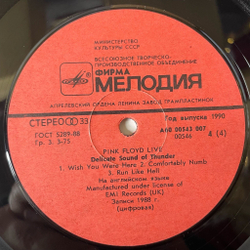 МИНИСТЕРСТВО
КУЛЬТУРЫ СССР
ВСЕСОЮЗНОЕ ТВОРЧЕСКО-
ПРОИЗВОДСТВЕННОЕ ОБЪЕДИНЕНИЕ
ФИРМА
МЕЛОДИЯ
АПРЕЛЕВСКИЙ ОРДЕНА ЛЕНИНА ЗАВОД ГРАМПЛАСТИНОК
СТЕРЕО 33
Год выпуска 1990
ГОСТ 5289-88
Гр. 3. 3-75
А60 00543 007
00546 4 (4)
PINK FLOYD LIVE
Delicate Sound of Thunder
1. Wish You Were Here 2. Comfortably Numb
3. Run Like Hell
На английском языке
Manufactured under license of
EMI Records (UK)
Запись 1988 г.
(цифровая)